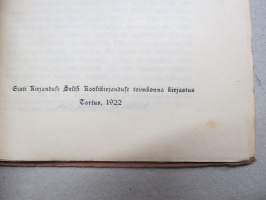 Eesti Kirjanduse Seltsi Koolikirjanduse toimkonna kirjastus
Tartus, 1922